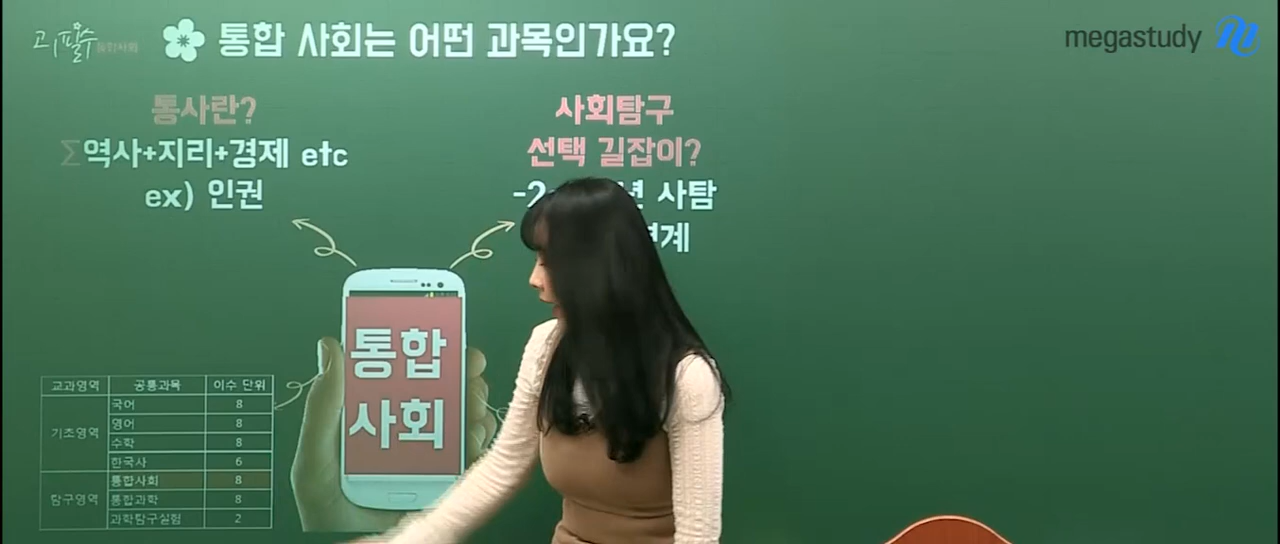 고필수 통합사회
통합 사회는 어떤 과목인가요?
megastudy
통사란?
Σ역사+지리+경제 etc
ex) 인권
사회탐구
선택 길잡이?
-2 년 사탐
연계
통합
사회
교과영역 공통과목 이수 단위
기초영역
국어 8
영어 8
수학 8
한국사 6
탐구영역
통합사회 8
통합과학 8
과학탐구실험 2